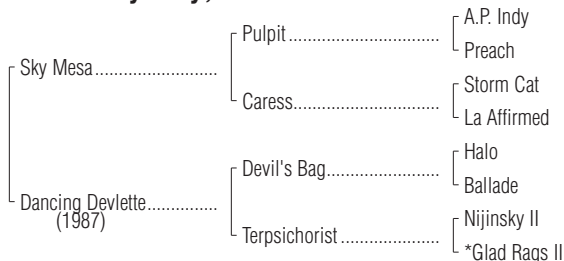 A.P. Indy
Pulpit
Preach
Sky Mesa
Storm Cat
Caress
La Affirmed
Halo
Devil's Bag
Ballade
Dancing Devlette
(1987)
Nijinsky II
Terpsichorist
*Glad Rags II